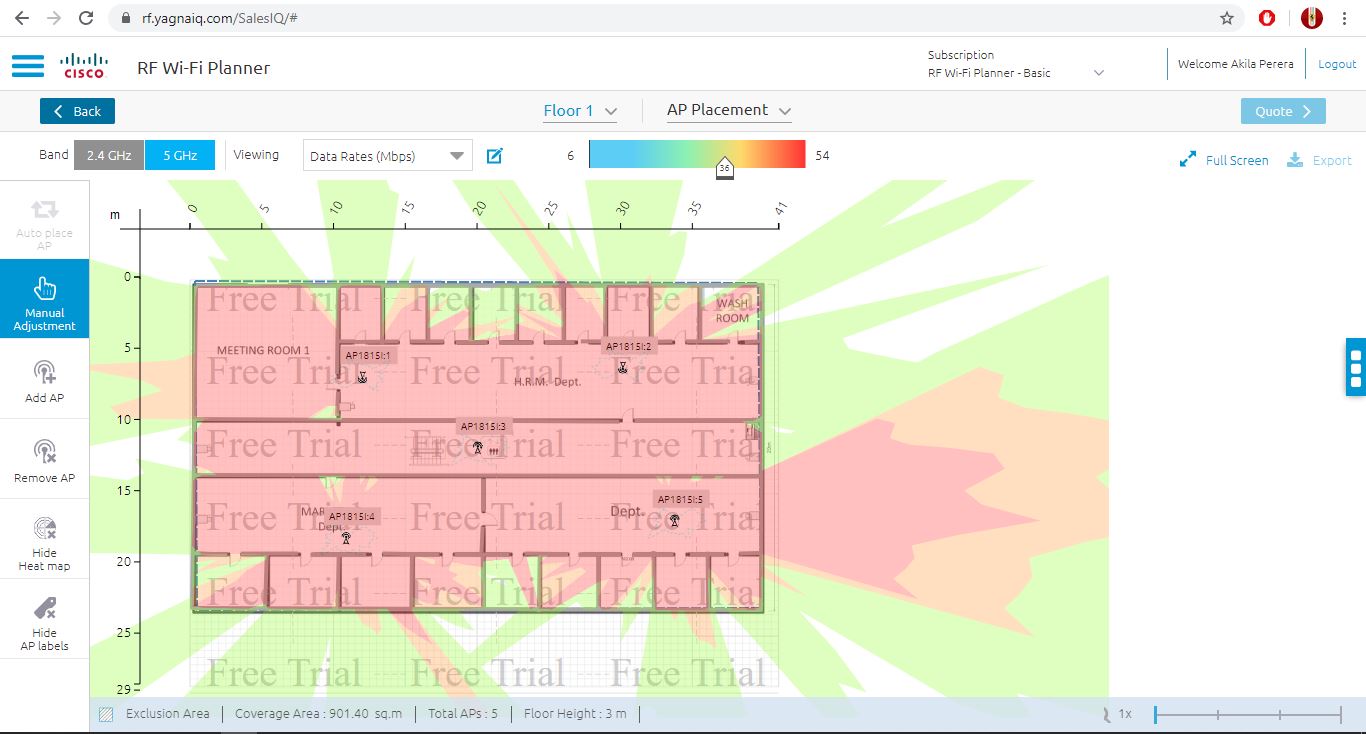 rf.yagnaiq.com/SalesIQ/#
CISCO
RF Wi-Fi Planner
Subscription
RF Wi-Fi Planner - Basic
Welcome Akila Perera
Logout
Back
Floor 1
AP Placement
Quote
Band
2.4 GHz
5 GHz
Viewing
Data Rates (Mbps)
6
36
54
Full Screen
Export
Auto place
AP
Manual
Adjustment
Add AP
Remove AP
Hide
Heat map
Hide
AP labels
m
0
5
10
15
20
25
30
35
41
0
5
10
15
20
25
29
Free Trial
Free Trial
Free Trial
WASH
ROOM
MEETING ROOM 1
AP1815I:1
AP1815I:2
Free Trial
Free Trial
Free Trial
H.R.M. Dept.
AP1815I:3
Free Trial
Free Trial
Free Trial
AP1815I:5
MAR
AP1815I:4
Dept.
Dept.
Free Trial
Free Trial
Free Trial
Free Trial
Free Trial
Free Trial
Free Trial
Free Trial
Free Trial
Exclusion Area
Coverage Area : 901.40 sq.m
Total APs : 5
Floor Height : 3 m
1x